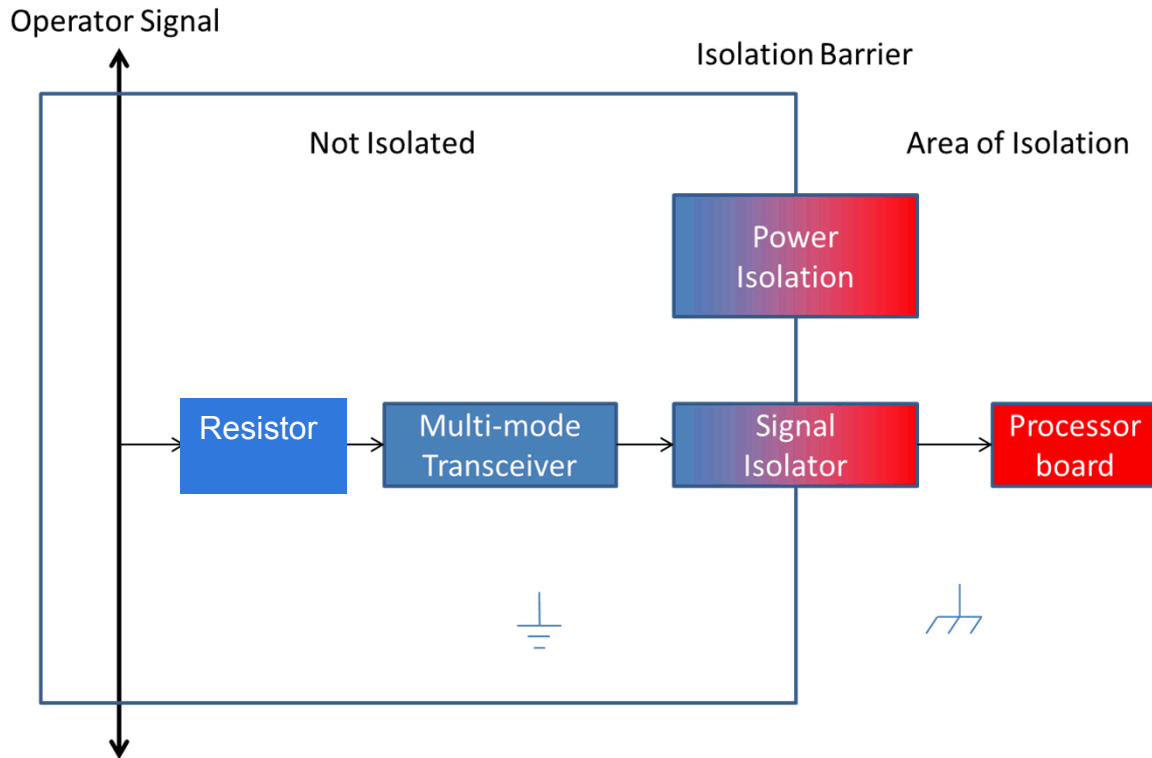 Operator Signal
Isolation Barrier
Not Isolated
Area of Isolation
Power
Isolation
Resistor
Multi-mode
Transceiver
Signal
Isolator
Processor
board